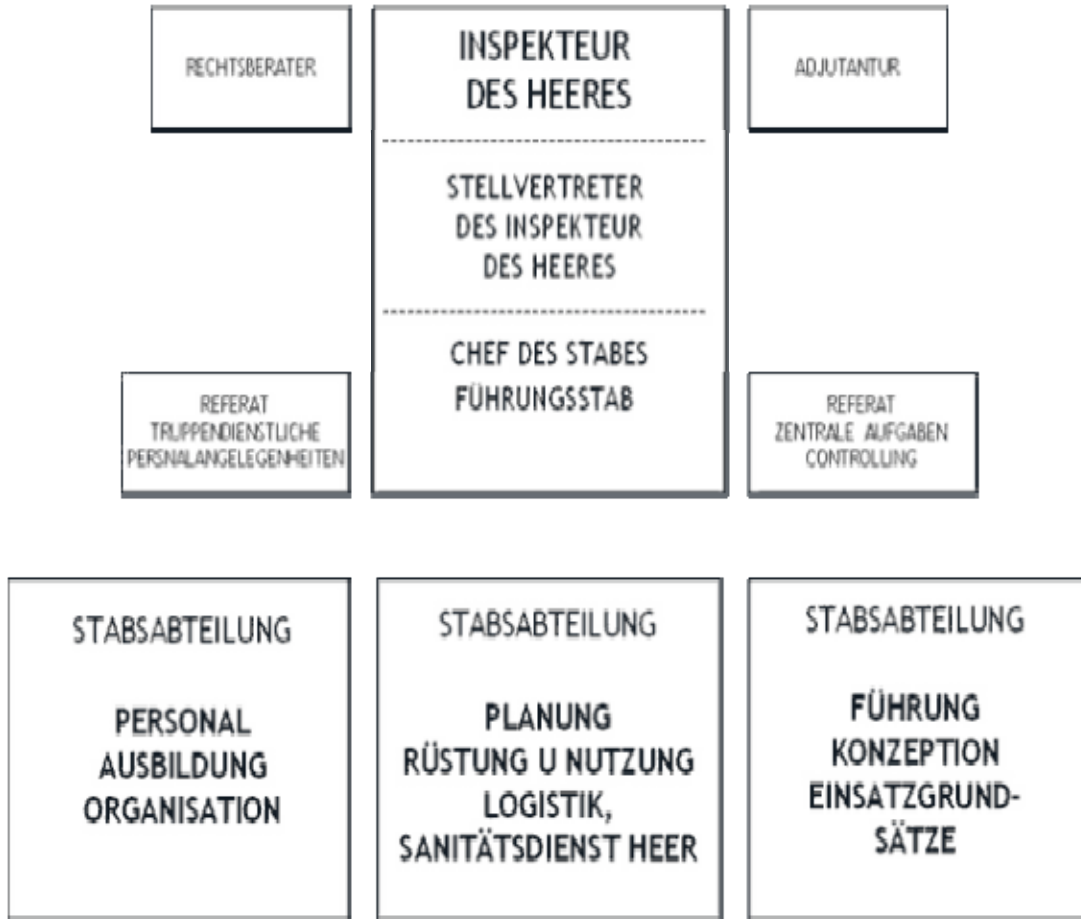 RECHTSBERATER
INSPEKTEUR
DES HEERES
ADJUTANTUR
STELLVERTRETER
DES INSPEKTEUR
DES HEERES
CHEF DES STABES
FÜHRUNGSSTAB
REFERAT
TRUPPENDIENSTLICHE
PERSNALANGELEGENHEITEN
REFERAT
ZENTRALE AUFGABEN
CONTROLLING
STABSABTEILUNG
PERSONAL
AUSBILDUNG
ORGANISATION
STABSABTEILUNG
PLANUNG
RÜSTUNG U NUTZUNG
LOGISTIK,
SANITÄTSDIENST HEER
STABSABTEILUNG
FÜHRUNG
KONZEPTION
EINSATZGRUND-
SÄTZE